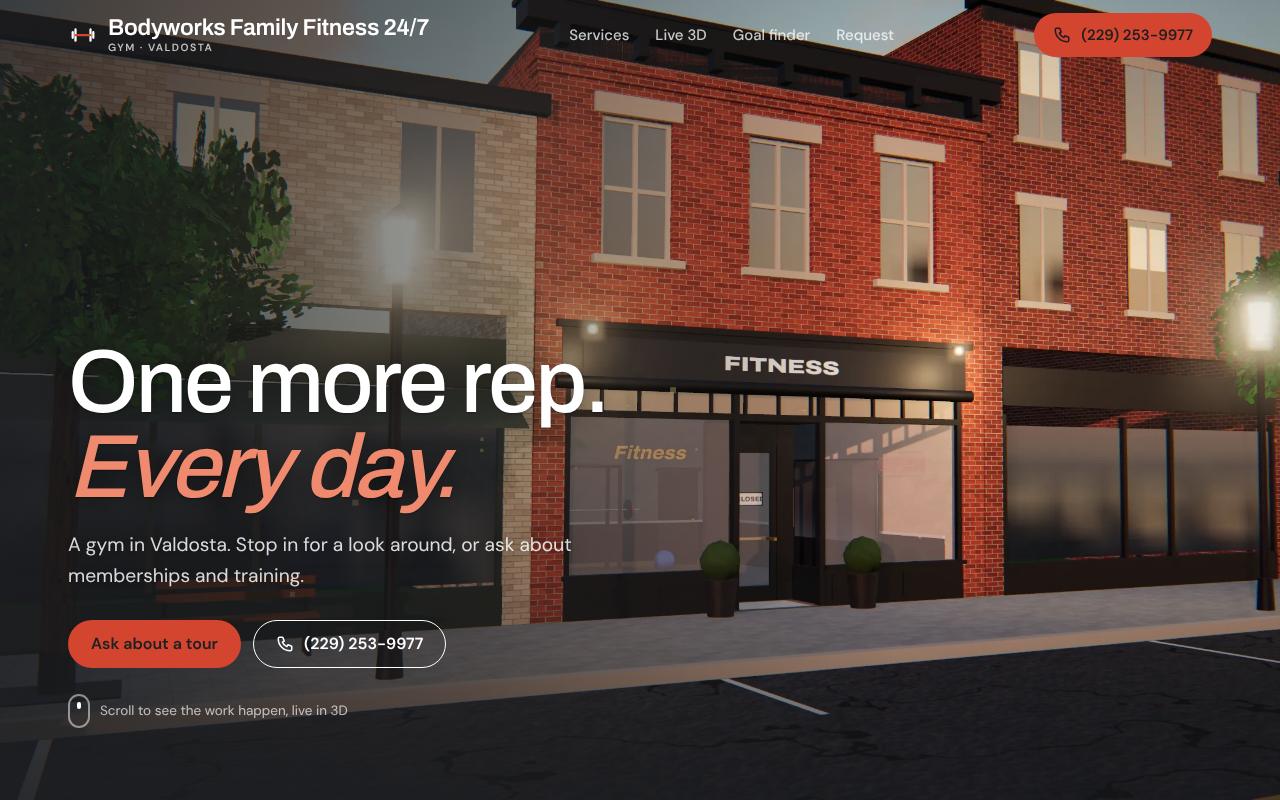 Bodyworks Family Fitness 24/7
GYM · VALDOSTA
Services
Live 3D
Goal finder
Request
(229) 253-9977
FITNESS
Fitness
One more rep.
Every day.
A gym in Valdosta. Stop in for a look around, or ask about
memberships and training.
Ask about a tour
(229) 253-9977
Scroll to see the work happen, live in 3D